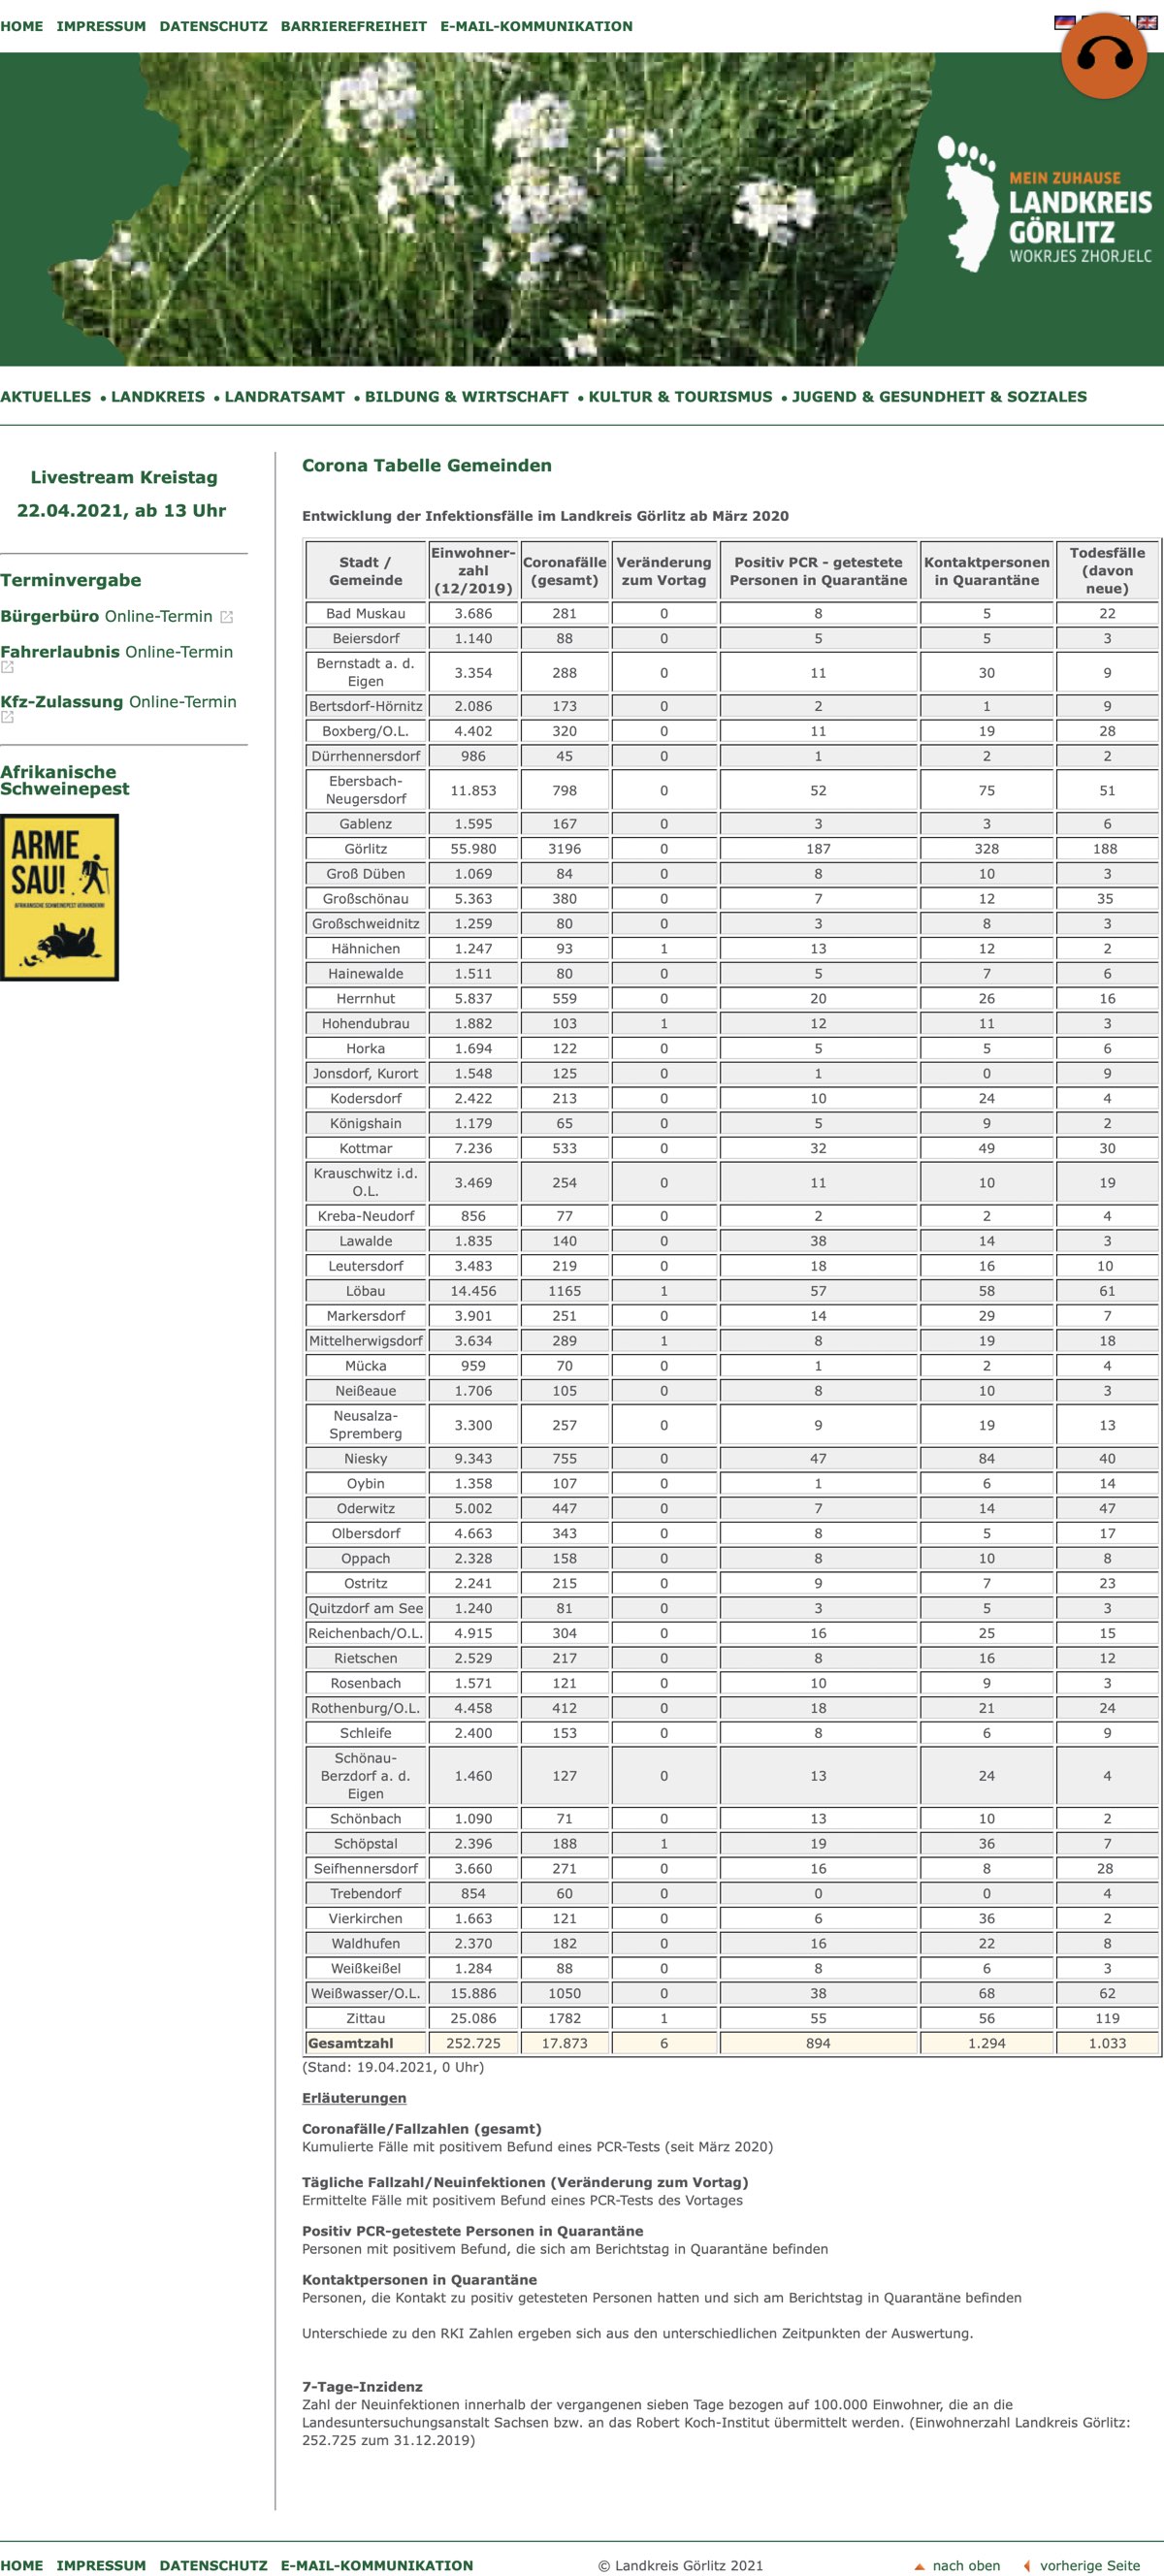 HOME IMPRESSUM DATENSCHUTZ BARRIEREFREIHEIT E-MAIL-KOMMUNIKATION
MEIN ZUHAUSE
LANDKREIS
GÖRLITZ
WOKRJES ZHORJELC
AKTUELLES • LANDKREIS • LANDRATSAMT • BILDUNG & WIRTSCHAFT • KULTUR & TOURISMUS • JUGEND & GESUNDHEIT & SOZIALES
Livestream Kreistag
22.04.2021, ab 13 Uhr
Terminvergabe
Bürgerbüro Online-Termin
Fahrerlaubnis Online-Termin
Kfz-Zulassung Online-Termin
Afrikanische
Schweinepest
ARME
SAU!
AFRIKANISCHE SCHWEINEPEST VERHINDERN!
Corona Tabelle Gemeinden
Entwicklung der Infektionsfälle im Landkreis Görlitz ab März 2020
Stadt / Gemeinde Einwohner-zahl (12/2019) Coronafälle (gesamt) Veränderung zum Vortag Positiv PCR - getestete Personen in Quarantäne Kontaktpersonen in Quarantäne Todesfälle (davon neue)
Bad Muskau 3.686 281 0 8 5 22
Beiersdorf 1.140 88 0 5 5 3
Bernstadt a. d. Eigen 3.354 288 0 11 30 9
Bertsdorf-Hörnitz 2.086 173 0 2 1 9
Boxberg/O.L. 4.402 320 0 11 19 28
Dürrhennersdorf 986 45 0 1 2 2
Ebersbach-Neugersdorf 11.853 798 0 52 75 51
Gablenz 1.595 167 0 3 3 6
Görlitz 55.980 3196 0 187 328 188
Groß Düben 1.069 84 0 8 10 3
Großschönau 5.363 380 0 7 12 35
Großschweidnitz 1.259 80 0 3 8 3
Hähnichen 1.247 93 1 13 12 2
Hainewalde 1.511 80 0 5 7 6
Herrnhut 5.837 559 0 20 26 16
Hohendubrau 1.882 103 1 12 11 3
Horka 1.694 122 0 5 5 6
Jonsdorf, Kurort 1.548 125 0 1 0 9
Kodersdorf 2.422 213 0 10 24 4
Königshain 1.179 65 0 5 9 2
Kottmar 7.236 533 0 32 49 30
Krauschwitz i.d. O.L. 3.469 254 0 11 10 19
Kreba-Neudorf 856 77 0 2 2 4
Lawalde 1.835 140 0 38 14 3
Leutersdorf 3.483 219 0 18 16 10
Löbau 14.456 1165 1 57 58 61
Markersdorf 3.901 251 0 14 29 7
Mittelherwigsdorf 3.634 289 1 8 19 18
Mücka 959 70 0 1 2 4
Neißeaue 1.706 105 0 8 10 3
Neusalza-Spremberg 3.300 257 0 9 19 13
Niesky 9.343 755 0 47 84 40
Oybin 1.358 107 0 1 6 14
Oderwitz 5.002 447 0 7 14 47
Olbersdorf 4.663 343 0 8 5 17
Oppach 2.328 158 0 8 10 8
Ostritz 2.241 215 0 9 7 23
Quitzdorf am See 1.240 81 0 3 5 3
Reichenbach/O.L. 4.915 304 0 16 25 15
Rietschen 2.529 217 0 8 16 12
Rosenbach 1.571 121 0 10 9 3
Rothenburg/O.L. 4.458 412 0 18 21 24
Schleife 2.400 153 0 8 6 9
Schönau-Berzdorf a. d. Eigen 1.460 127 0 13 24 4
Schönbach 1.090 71 0 13 10 2
Schöpstal 2.396 188 1 19 36 7
Seifhennersdorf 3.660 271 0 16 8 28
Trebendorf 854 60 0 0 0 4
Vierkirchen 1.663 121 0 6 36 2
Waldhufen 2.370 182 0 16 22 8
Weißkeißel 1.284 88 0 8 6 3
Weißwasser/O.L. 15.886 1050 0 38 68 62
Zittau 25.086 1782 1 55 56 119
Gesamtzahl 252.725 17.873 6 894 1.294 1.033
(Stand: 19.04.2021, 0 Uhr)
Erläuterungen
Coronafälle/Fallzahlen (gesamt)
Kumulierte Fälle mit positivem Befund eines PCR-Tests (seit März 2020)
Tägliche Fallzahl/Neuinfektionen (Veränderung zum Vortag)
Ermittelte Fälle mit positivem Befund eines PCR-Tests des Vortages
Positiv PCR-getestete Personen in Quarantäne
Personen mit positivem Befund, die sich am Berichtstag in Quarantäne befinden
Kontaktpersonen in Quarantäne
Personen, die Kontakt zu positiv getesteten Personen hatten und sich am Berichtstag in Quarantäne befinden
Unterschiede zu den RKI Zahlen ergeben sich aus den unterschiedlichen Zeitpunkten der Auswertung.
7-Tage-Inzidenz
Zahl der Neuinfektionen innerhalb der vergangenen sieben Tage bezogen auf 100.000 Einwohner, die an die
Landesuntersuchungsanstalt Sachsen bzw. an das Robert Koch-Institut übermittelt werden. (Einwohnerzahl Landkreis Görlitz:
252.725 zum 31.12.2019)
HOME IMPRESSUM DATENSCHUTZ E-MAIL-KOMMUNIKATION © Landkreis Görlitz 2021 nach oben vorherige Seite